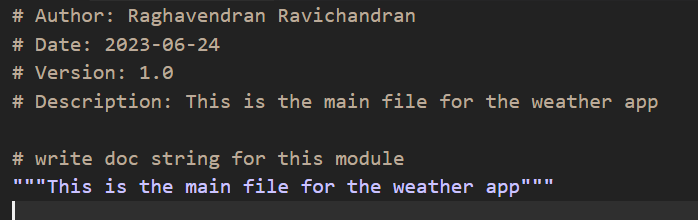 # Author: Raghavendran Ravichandran
# Date: 2023-06-24
# Version: 1.0
# Description: This is the main file for the weather app
# write doc string for this module
"""This is the main file for the weather app"""